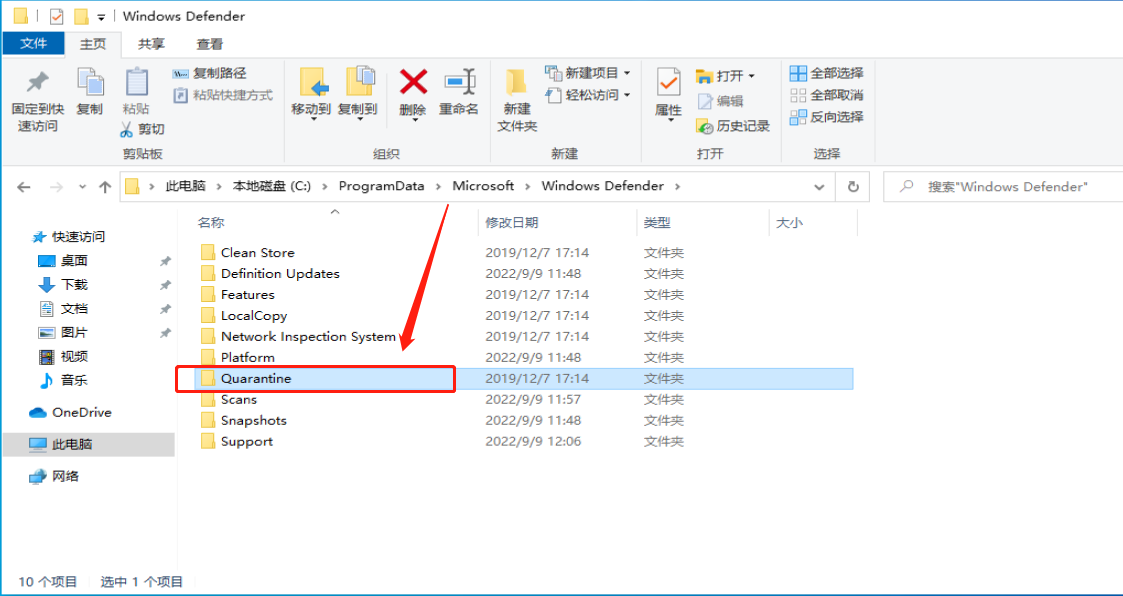 Windows Defender
文件 主页 共享 查看
固定到快速访问
复制
粘贴
剪切
复制路径
粘贴快捷方式
剪贴板
移动到
复制到
删除
重命名
组织
新建文件夹
新建项目
轻松访问
新建
属性
打开
编辑
历史记录
打开
全部选择
全部取消
反向选择
选择
此电脑 > 本地磁盘 (C:) > ProgramData > Microsoft > Windows Defender >
搜索"Windows Defender"
快速访问
桌面
下载
文档
图片
视频
音乐
OneDrive
此电脑
网络
名称 修改日期 类型 大小
Clean Store 2019/12/7 17:14 文件夹
Definition Updates 2022/9/9 11:48 文件夹
Features 2019/12/7 17:14 文件夹
LocalCopy 2019/12/7 17:14 文件夹
Network Inspection System 2019/12/7 17:14 文件夹
Platform 2022/9/9 11:48 文件夹
Quarantine 2019/12/7 17:14 文件夹
Scans 2022/9/9 11:57 文件夹
Snapshots 2022/9/9 11:48 文件夹
Support 2022/9/9 12:06 文件夹
10 个项目 选中 1 个项目